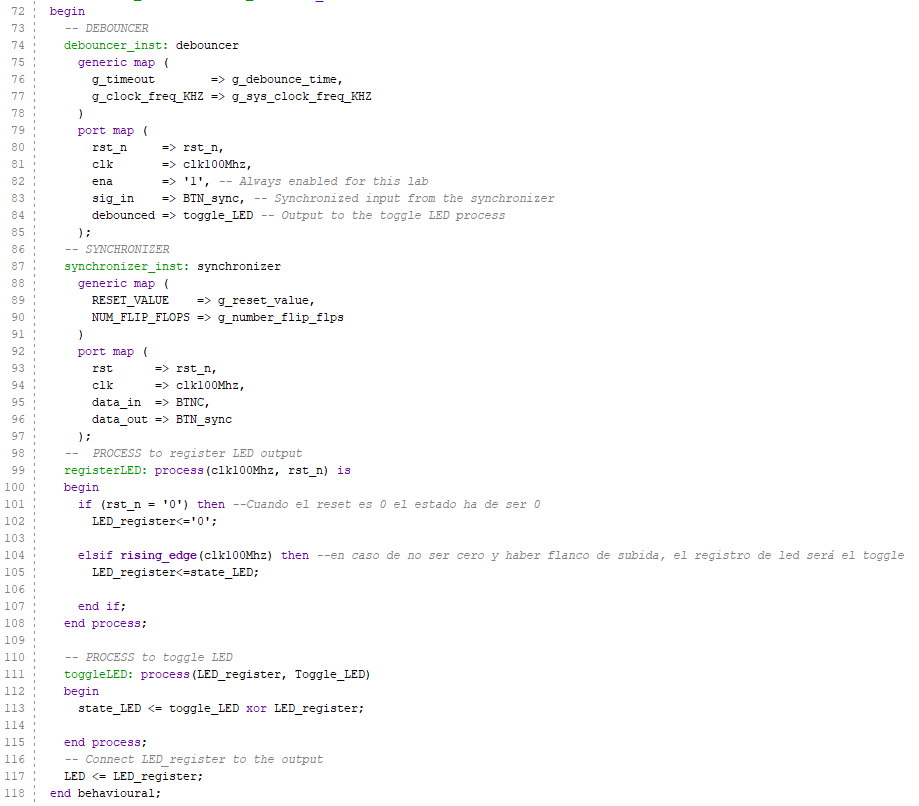 72 begin
73 -- DEBOUNCER
74 debouncer_inst: debouncer
75 generic map (
76 g_timeout => g_debounce_time,
77 g_clock_freq_KHZ => g_sys_clock_freq_KHZ
78 )
79 port map (
80 rst_n => rst_n,
81 clk => clk100Mhz,
82 ena => '1', -- Always enabled for this lab
83 sig_in => BTN_sync, -- Synchronized input from the synchronizer
84 debounced => toggle_LED -- Output to the toggle LED process
85 );
86 -- SYNCHRONIZER
87 synchronizer_inst: synchronizer
88 generic map (
89 RESET_VALUE => g_reset_value,
90 NUM_FLIP_FLOPS => g_number_flip_flps
91 )
92 port map (
93 rst => rst_n,
94 clk => clk100Mhz,
95 data_in => BTNC,
96 data_out => BTN_sync
97 );
98 -- PROCESS to register LED output
99 registerLED: process(clk100Mhz, rst_n) is
100 begin
101 if (rst_n = '0') then --Cuando el reset es 0 el estado ha de ser 0
102 LED_register<='0';
103
104 elsif rising_edge(clk100Mhz) then --en caso de no ser cero y haber flanco de subida, el registro de led será el toggle
105 LED_register<=state_LED;
106
107 end if;
108 end process;
109
110 -- PROCESS to toggle LED
111 toggleLED: process(LED_register, Toggle_LED)
112 begin
113 state_LED <= toggle_LED xor LED_register;
114
115 end process;
116 -- Connect LED_register to the output
117 LED <= LED_register;
118 end behavioural;